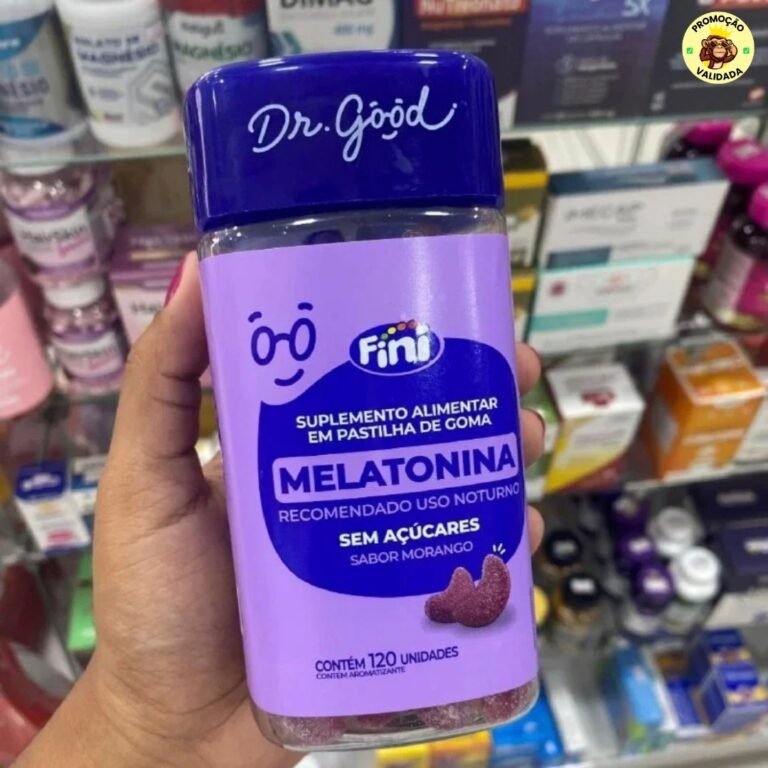 PROMOÇÃO
VALIDADA
MAGNÉSIO
Dr. Good
Fini
SUPLEMENTO ALIMENTAR
EM PASTILHA DE GOMA
MELATONINA
RECOMENDADO USO NOTURNO
SEM AÇÚCARES
SABOR MORANGO
CONTÉM 120 UNIDADES
CONTÉM AROMATIZANTE